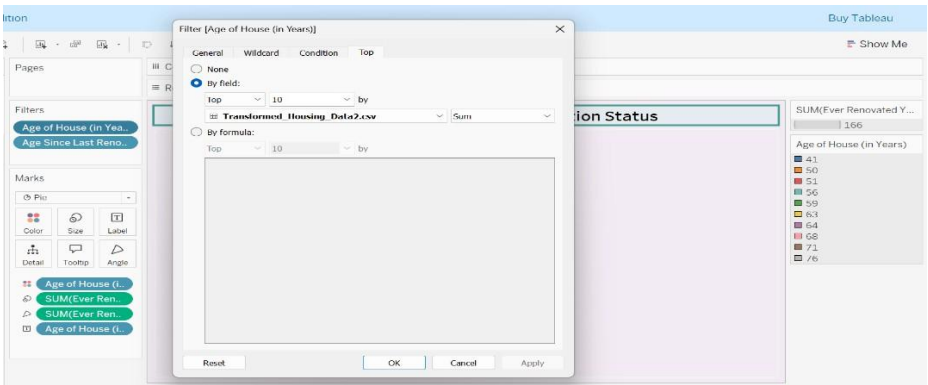 dition
Buy Tableau
Show Me
Pages
Filters
Age of House (in Yea..
Age Since Last Reno..
Marks
Pie
Color
Size
Label
Detail
Tooltip
Angle
Age of House (i..
SUM(Ever Ren..
SUM(Ever Ren..
Age of House (i..
C
R
Filter [Age of House (in Years)]
General Wildcard Condition Top
None
By field:
Top 10 by
Transformed_Housing_Data2.csv Sum
By formula:
Top 10 by
Reset OK Cancel Apply
ion Status
SUM(Ever Renovated Y...
166
Age of House (in Years)
41
50
51
56
59
63
64
68
71
76